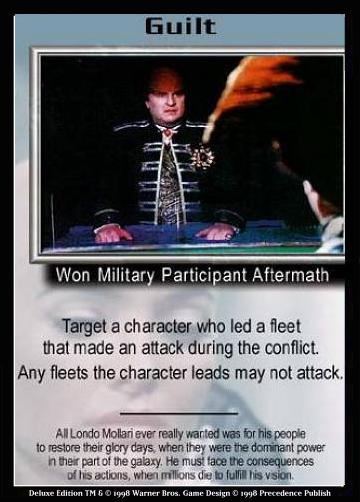 Guilt
Won Military Participant Aftermath
Target a character who led a fleet
that made an attack during the conflict.
Any fleets the character leads may not attack.
All Londo Mollari ever really wanted was for his people
to restore their glory days, when they were the dominant power
in their part of the galaxy. He must face the consequences
of his actions, when millions die to fulfill his vision.
Deluxe Edition TM & © 1998 Warner Bros. Game Design © 1998 Precedence Publish